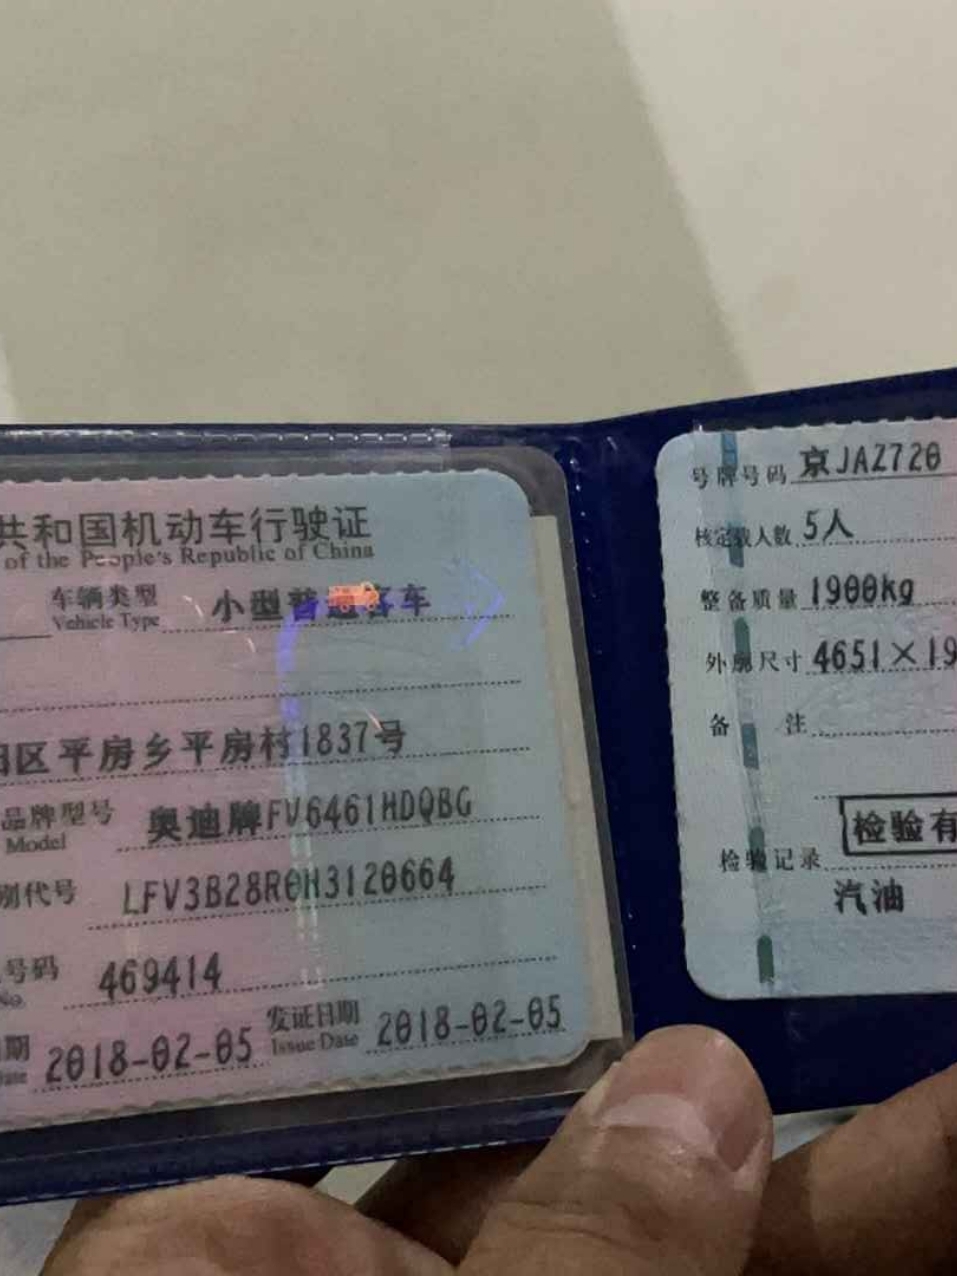 共和国机动车行驶证
of the People's Republic of China
车辆类型 小型普通客车
Vehicle Type
区平房乡平房村1837号
品牌型号 奥迪牌FV6461HDQBG
Model
别代号 LFV3B28R0H3120664
号码 469414
No.
期 2018-02-05 发证日期 2018-02-05
Issue Date
号牌号码 京JAZ720
核定载人数 5人
整备质量 1900kg
外廓尺寸 4651×19
备 注
检验有
检验记录
汽油